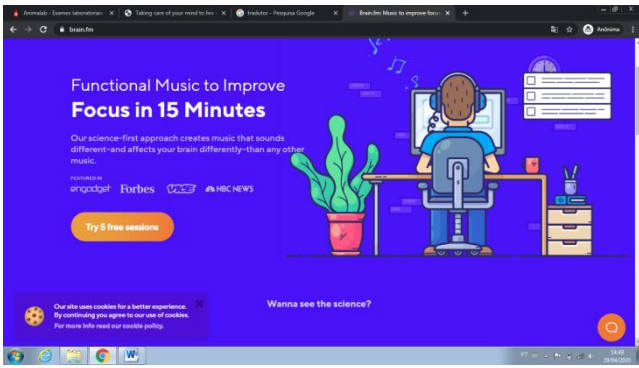 Animalab - Exames laboratoriais
Taking care of your mind to live
tradutor - Pesquisa Google
Brain.fm: Music to improve focus
brain.fm
Anônima
Functional Music to Improve
Focus in 15 Minutes
Our science-first approach creates music that sounds
different–and affects your brain differently–than any other
music.
FEATURED IN
engadget Forbes VICE NBC NEWS
Try 5 free sessions
Our site uses cookies for a better experience.
By continuing you agree to our use of cookies.
For more info read our cookie policy.
Wanna see the science?
PT
14:49
29/04/2020